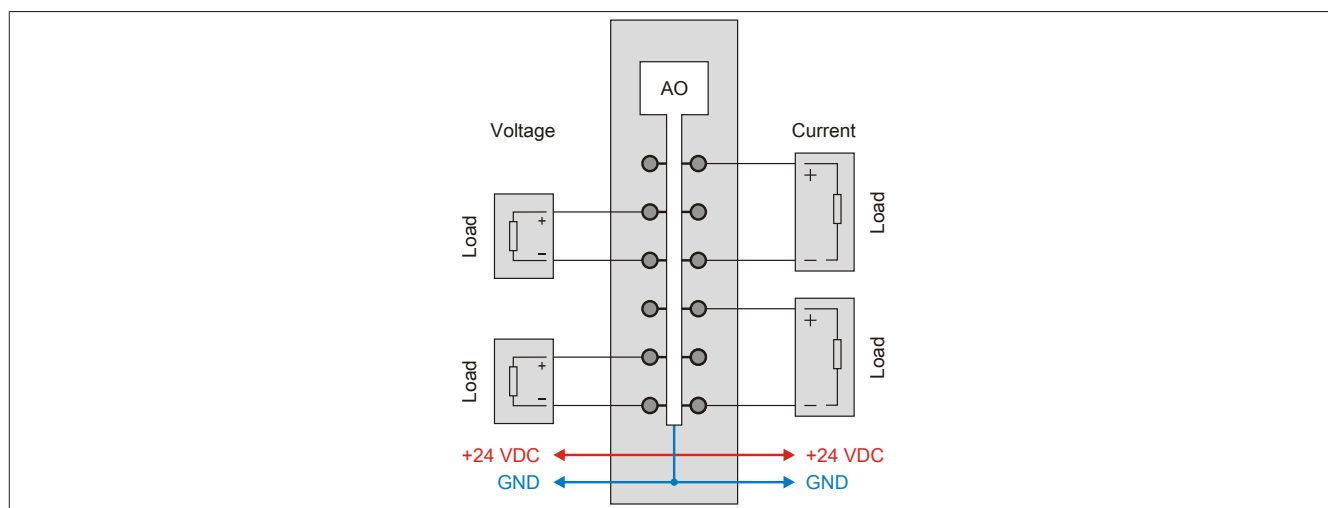 AO
Voltage
Current
+
Load
+
−
Load
−
+
Load
+
−
Load
−
+24 VDC
+24 VDC
GND
GND